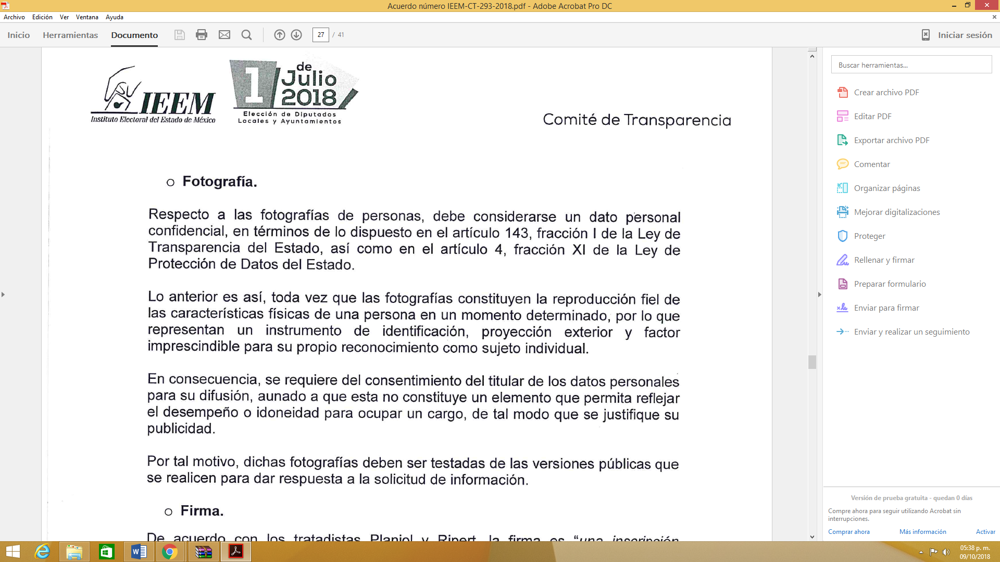 Acuerdo número IEEM-CT-293-2018.pdf - Adobe Acrobat Pro DC
Archivo Edición Ver Ventana Ayuda
Inicio Herramientas Documento 27 / 41 Iniciar sesión
IEEM
Instituto Electoral del Estado de México
1 de Julio 2018
Elección de Diputados
Locales y Ayuntamientos
Comité de Transparencia
o Fotografía.
Respecto a las fotografías de personas, debe considerarse un dato personal
confidencial, en términos de lo dispuesto en el artículo 143, fracción I de la Ley de
Transparencia del Estado, así como en el artículo 4, fracción XI de la Ley de
Protección de Datos del Estado.
Lo anterior es así, toda vez que las fotografías constituyen la reproducción fiel de
las características físicas de una persona en un momento determinado, por lo que
representan un instrumento de identificación, proyección exterior y factor
imprescindible para su propio reconocimiento como sujeto individual.
En consecuencia, se requiere del consentimiento del titular de los datos personales
para su difusión, aunado a que esta no constituye un elemento que permita reflejar
el desempeño o idoneidad para ocupar un cargo, de tal modo que se justifique su
publicidad.
Por tal motivo, dichas fotografías deben ser testadas de las versiones públicas que
se realicen para dar respuesta a la solicitud de información.
o Firma.
De acuerdo con los tratadistas Planiol y Ripert, la firma es “una inscripción
Buscar herramientas...
Crear archivo PDF
Editar PDF
Exportar archivo PDF
Comentar
Organizar páginas
Mejorar digitalizaciones
Proteger
Rellenar y firmar
Preparar formulario
Enviar para firmar
Enviar y realizar un seguimiento
Versión de prueba gratuita - quedan 0 días
Compre ahora para seguir utilizando Acrobat sin
interrupciones.
Comprar ahora Más información Activar
05:38 p. m.
09/10/2018